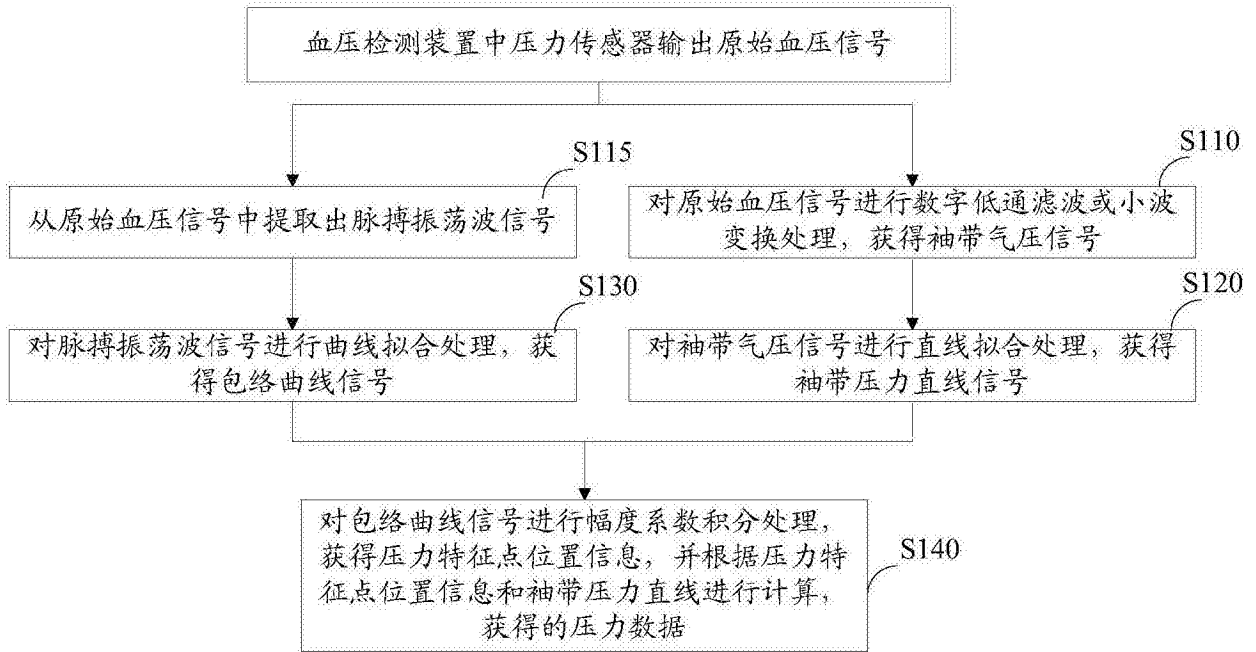 血压检测装置中压力传感器输出原始血压信号
S115
从原始血压信号中提取出脉搏振荡波信号
S110
对原始血压信号进行数字低通滤波或小波
变换处理，获得袖带气压信号
S130
对脉搏振荡波信号进行曲线拟合处理，获
得包络曲线信号
S120
对袖带气压信号进行直线拟合处理，获得
袖带压力直线信号
对包络曲线信号进行幅度系数积分处理，
获得压力特征点位置信息，并根据压力特
征点位置信息和袖带压力直线进行计算，
获得的压力数据
S140